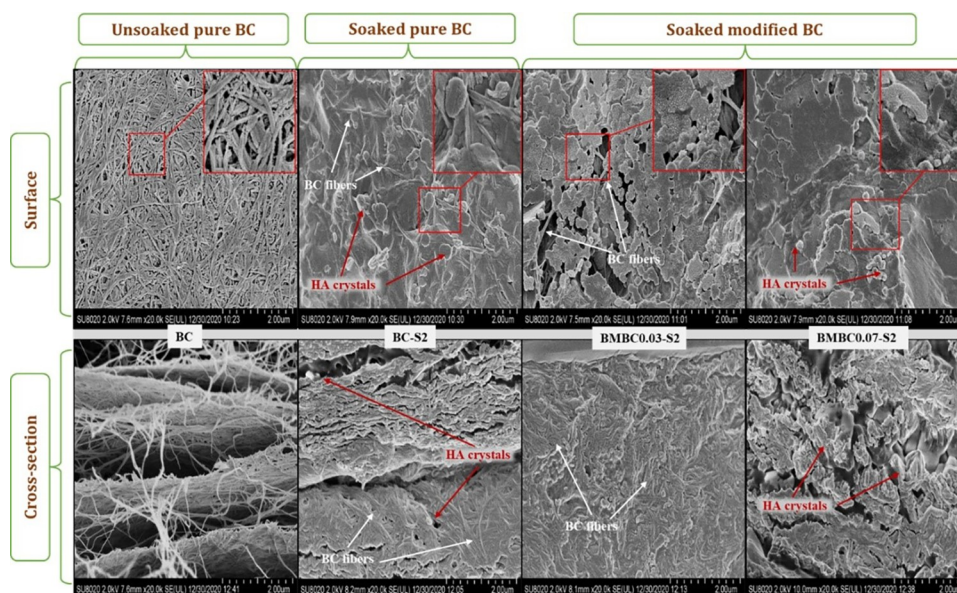 Unsoaked pure BC
Soaked pure BC
Soaked modified BC
Surface
BC fibers
HA crystals
BC fibers
HA crystals
SU8020 2.0kV 7.6mm x20.0k SE(UL) 12/30/2020 10:23 2.00um
SU8020 2.0kV 7.9mm x20.0k SE(UL) 12/30/2020 10:30 2.00um
SU8020 2.0kV 7.5mm x20.0k SE(UL) 12/30/2020 11:01 2.00um
SU8020 2.0kV 7.9mm x20.0k SE(UL) 12/30/2020 11:08 2.00um
BC
BC-S2
BMBC0.03-S2
BMBC0.07-S2
Cross-section
HA crystals
BC fibers
BC fibers
HA crystals
SU8020 2.0kV 7.6mm x20.0k SE(UL) 12/30/2020 12:41 2.00um
SU8020 2.0kV 8.2mm x20.0k SE(UL) 12/30/2020 12:05 2.00um
SU8020 2.0kV 8.1mm x20.0k SE(UL) 12/30/2020 12:13 2.00um
SU8020 2.0kV 10.0mm x20.0k SE(UL) 12/30/2020 12:38 2.00um